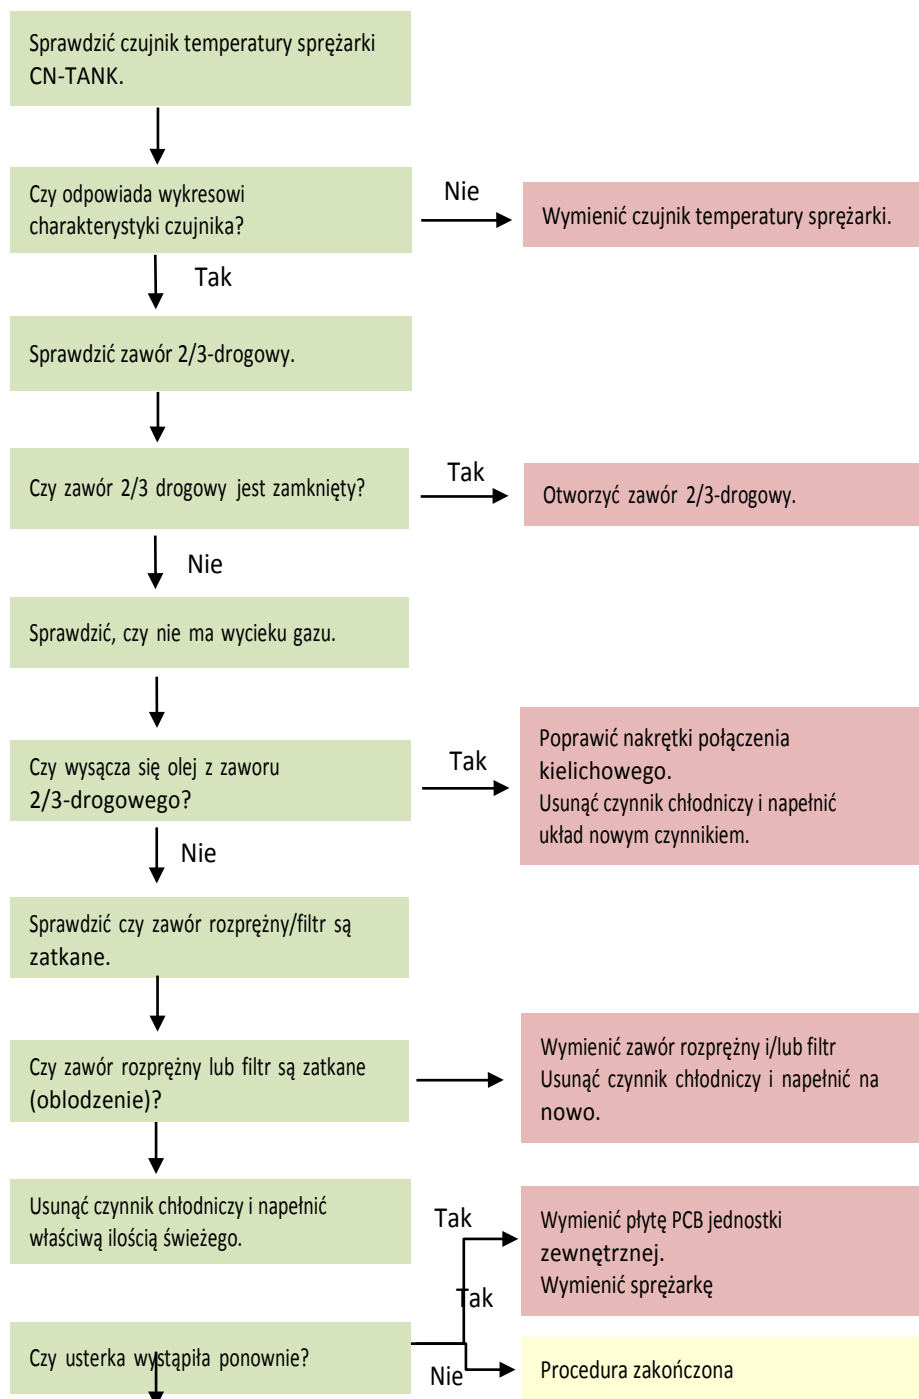 Sprawdzić czujnik temperatury sprężarki
CN-TANK.
Czy odpowiada wykresowi
charakterystyki czujnika?
Nie
Wymienić czujnik temperatury sprężarki.
Tak
Sprawdzić zawór 2/3-drogowy.
Czy zawór 2/3 drogowy jest zamknięty?
Tak
Otworzyć zawór 2/3-drogowy.
Nie
Sprawdzić, czy nie ma wycieku gazu.
Czy wysącza się olej z zaworu
2/3-drogowego?
Tak
Poprawić nakrętki połączenia
kielichowego.
Usunąć czynnik chłodniczy i napełnić
układ nowym czynnikiem.
Nie
Sprawdzić czy zawór rozprężny/filtr są
zatkane.
Czy zawór rozprężny lub filtr są zatkane
(oblodzenie)?
Wymienić zawór rozprężny i/lub filtr
Usunąć czynnik chłodniczy i napełnić na
nowo.
Usunąć czynnik chłodniczy i napełnić
właściwą ilością świeżego.
Tak
Wymienić płytę PCB jednostki
zewnętrznej.
Wymienić sprężarkę
Tak
Czy usterka wystąpiła ponownie?
Nie
Procedura zakończona